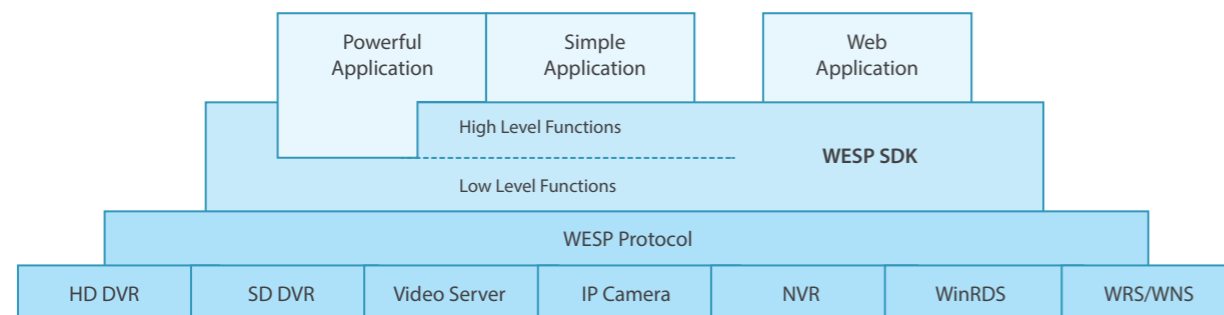 Powerful
Application
Simple
Application
Web
Application
High Level Functions
WESP SDK
Low Level Functions
WESP Protocol
HD DVR
SD DVR
Video Server
IP Camera
NVR
WinRDS
WRS/WNS